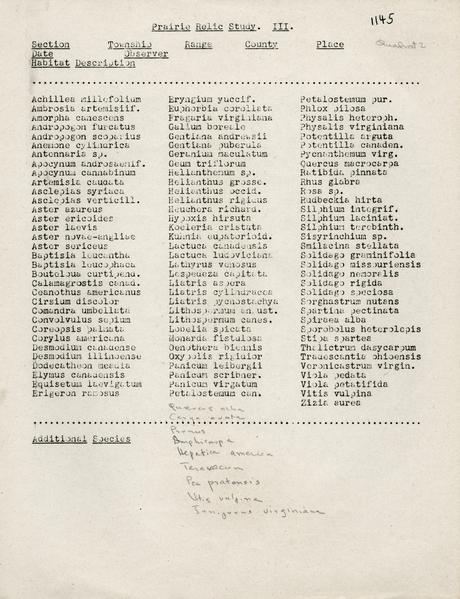 1145
Prairie Relic Study. III.
Section Township Range County Place
Quadrat 2
Date Observer
Habitat Description
Achillea millefolium
Ambrosia artemisiif.
Amorpha canescens
Andropogon furcatus
Andropogon scoparius
Anemone cylindrica
Antennaria sp.
Apocynum androsaemif.
Apocynum cannabinum
Artemisia caudata
Asclepias syriaca
Asclepias verticill.
Aster azureus
Aster ericoides
Aster laevis
Aster novae-angliae
Aster sericeus
Baptisia leucantha
Baptisia leucophaea
Bouteloua curtipend.
Calamagrostis canad.
Ceanothus americanus
Cirsium discolor
Comandra umbellata
Convolvulus sepium
Coreopsis palmata
Corylus americana
Desmodium canadense
Desmodium illinoense
Dodecatheon meadia
Elymus canadensis
Equisetum laevigatum
Erigeron ramosus
Eryngium yuccif.
Euphorbia corollata
Fragaria virginiana
Galium boreale
Gentiana andrewsii
Gentiana puberula
Geranium maculatum
Geum triflorum
Helianthemum sp.
Helianthus grosse.
Helianthus occid.
Helianthus rigidus
Heuchera richard.
Hypoxis hirsuta
Koeleria cristata
Kuhnia eupatorioid.
Lactuca canadensis
Lactuca ludoviciana
Lathyrus venosus
Lespedeza capitata
Liatris aspera
Liatris cylindracea
Liatris pycnostachya
Lithospermum angust.
Lithospermum canes.
Lobelia spicata
Monarda fistulosa
Oenothera biennis
Oxypolis rigidior
Panicum leibergii
Panicum scribner.
Panicum virgatum
Petalostemum can.
Petalostemum pur.
Phlox pilosa
Physalis heteroph.
Physalis virginiana
Potentilla arguta
Potentilla canaden.
Pycnanthemum virg.
Quercus macrocarpa
Ratibida pinnata
Rhus glabra
Rosa sp.
Rudbeckia hirta
Silphium integrif.
Silphium laciniat.
Silphium terebinth.
Sisyrinchium sp.
Smilacina stellata
Solidago graminifolia
Solidago missouriensis
Solidago nemoralis
Solidago rigida
Solidago speciosa
Sorghastrum nutans
Spartina pectinata
Spiraea alba
Sporobolus heterolepis
Stipa spartea
Thalictrum dasycarpum
Tradescantia ohioensis
Veronicastrum virgin.
Viola pedata
Viola pedatifida
Vitis vulpina
Zizia aurea
Quercus alba
Carya ovata
Prunus
Additional Species
Amphicarpa
Hepatica america
Taraxacum
Poa pratensis
Vitis vulpina
Juniperus virginiana